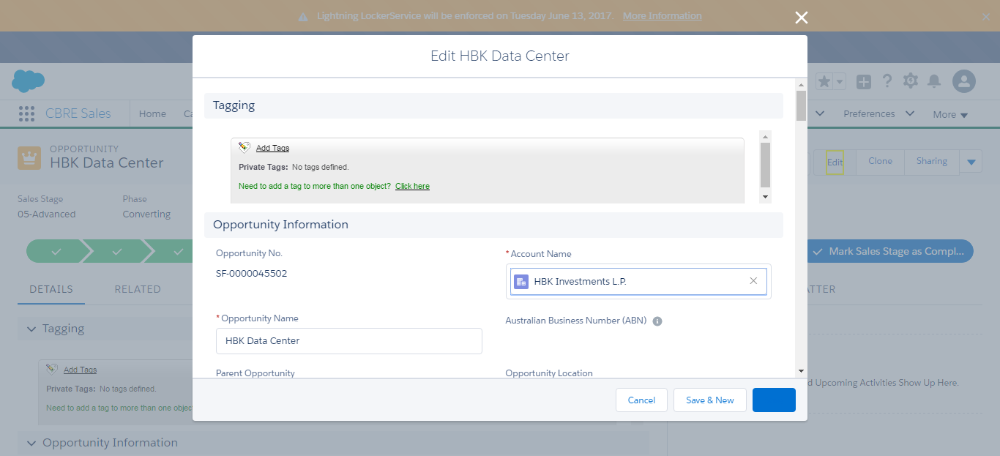 Lightning LockerService will be enforced on Tuesday June 13, 2017. More Information
Edit HBK Data Center
CBRE Sales Home Ca Preferences More
Tagging
Add Tags
Private Tags: No tags defined.
Need to add a tag to more than one object? Click here
OPPORTUNITY
HBK Data Center
Edit Clone Sharing
Sales Stage Phase
05-Advanced Converting
Opportunity Information
Opportunity No.
SF-0000045502
* Account Name
HBK Investments L.P.
Mark Sales Stage as Compl...
DETAILS RELATED
ATTER
* Opportunity Name
HBK Data Center
Australian Business Number (ABN)
Parent Opportunity
Opportunity Location
Tagging
Add Tags
Private Tags: No tags defined.
Need to add a tag to more than one objec
d Upcoming Activities Show Up Here.
Cancel Save & New
Opportunity Information